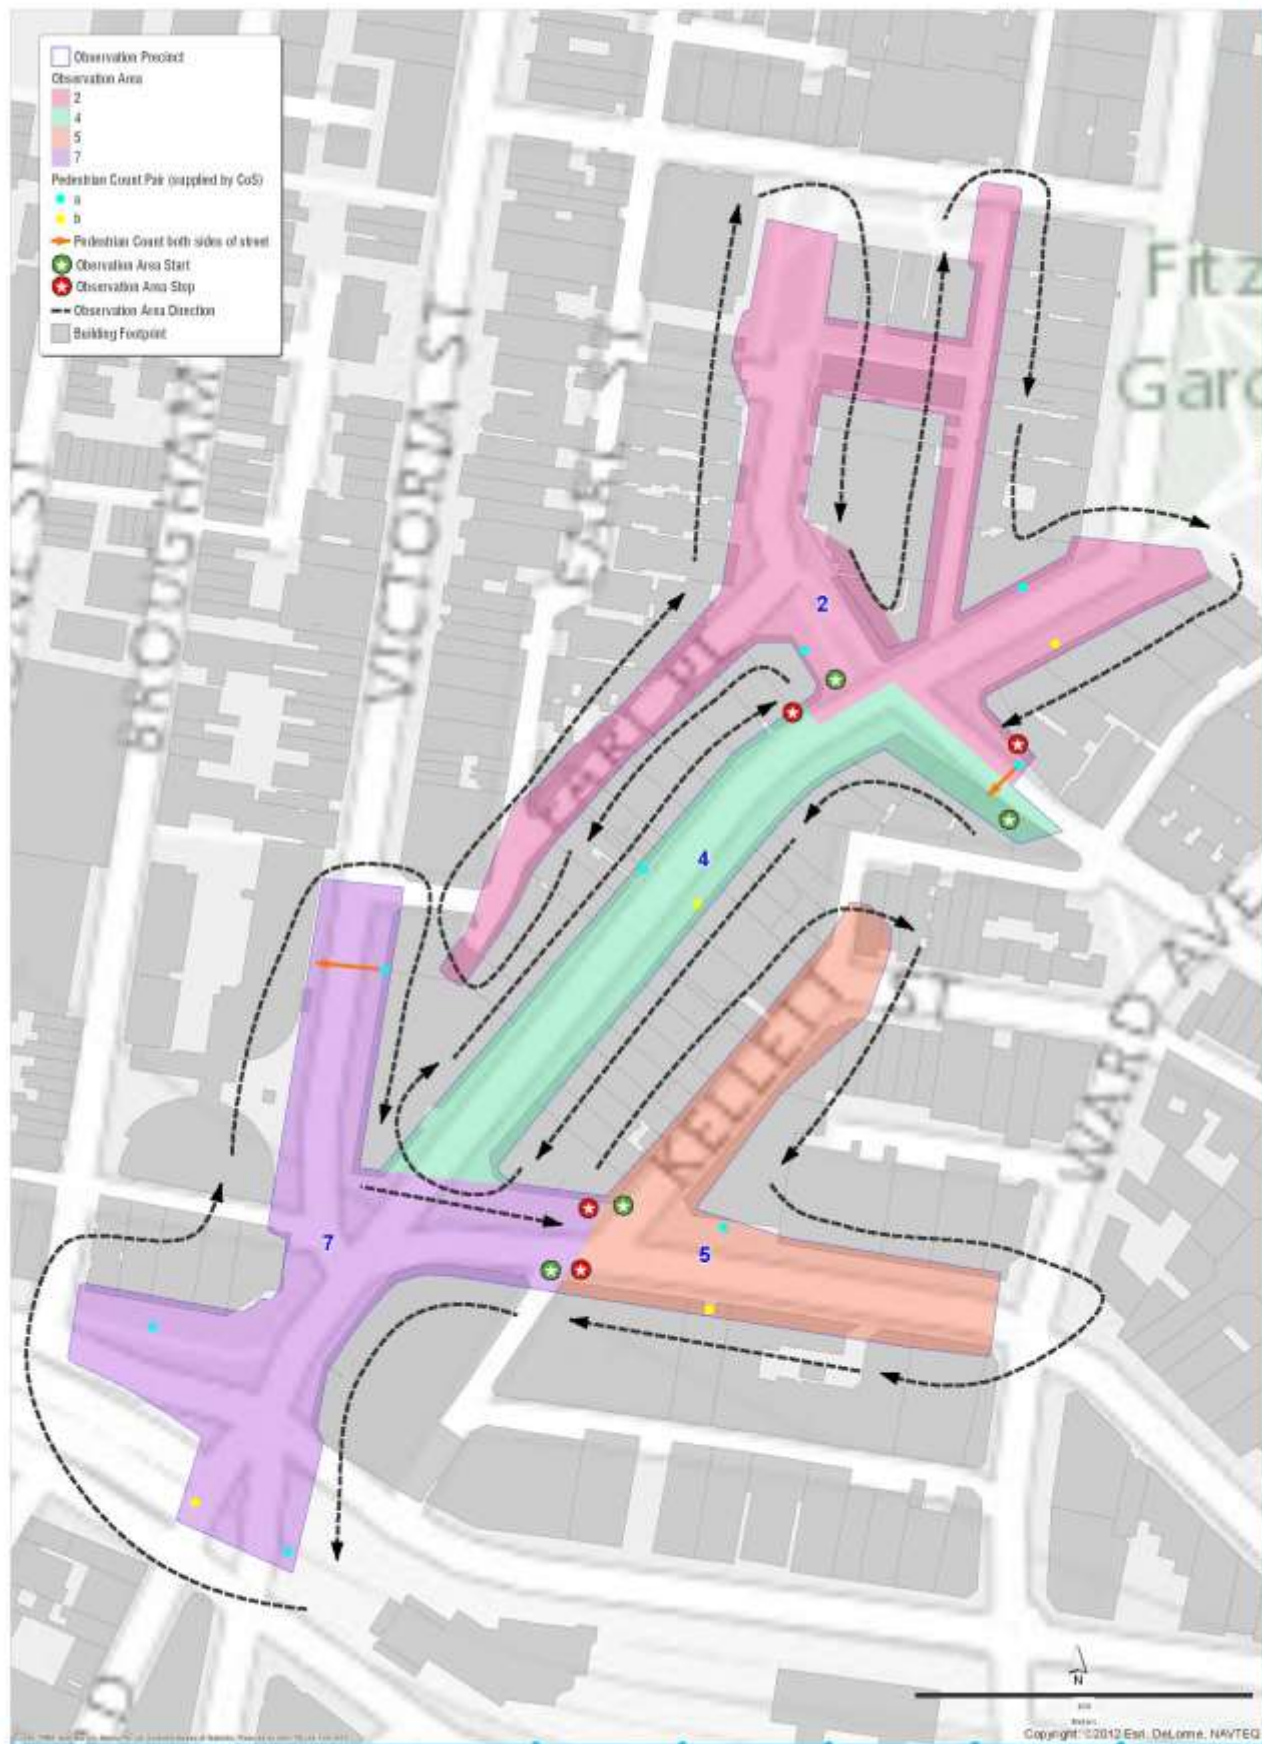 Observation Precinct
Observation Area
2
4
5
7
Pedestrian Count Pair (supplied by CoS)
a
b
Pedestrian Count both sides of street
Obervation Area Start
Observation Area Stop
Observation Area Direction
Building Footprint
Fitz
Gard
BROUGHAM
VICTORIA ST
EARL ST
EARL PL
2
4
KELLETT
ST
WARD AVE
7
5
N
Copyright: ©2012 Esri, DeLorme, NAVTEQ